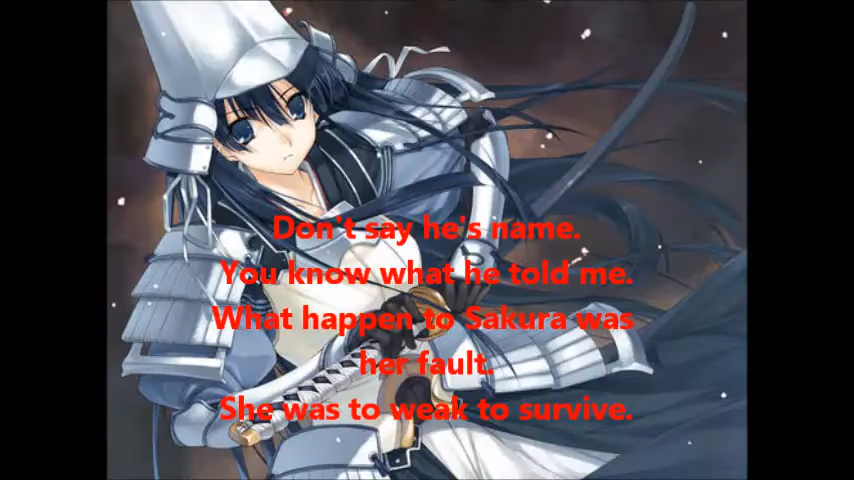 Don't say he's name.
You know what he told me.
What happen to Sakura was
her fault.
She was to weak to survive.